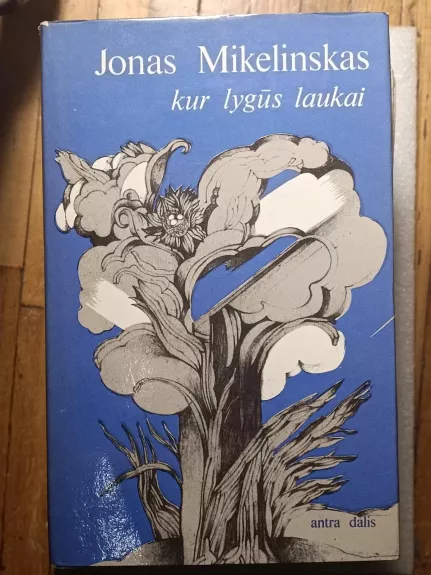 Jonas Mikelinskas
kur lygūs laukai
antra dalis